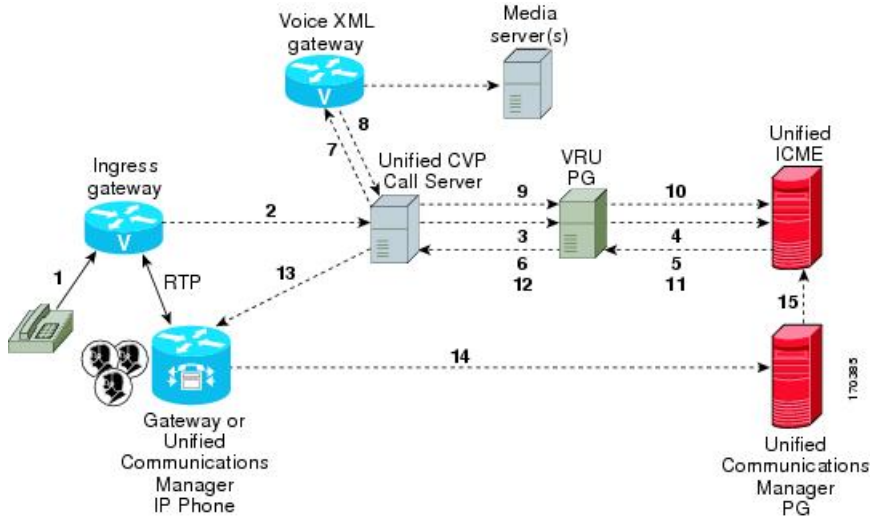 Voice XML
gateway
Media
server(s)
V
8
7
Ingress
gateway
Unified CVP
Call Server
VRU
PG
Unified
ICME
2
9
10
V
3
4
1
RTP
13
6
5
12
11
15
14
170385
Gateway or
Unified
Communications
Manager
IP Phone
Unified
Communications
Manager
PG